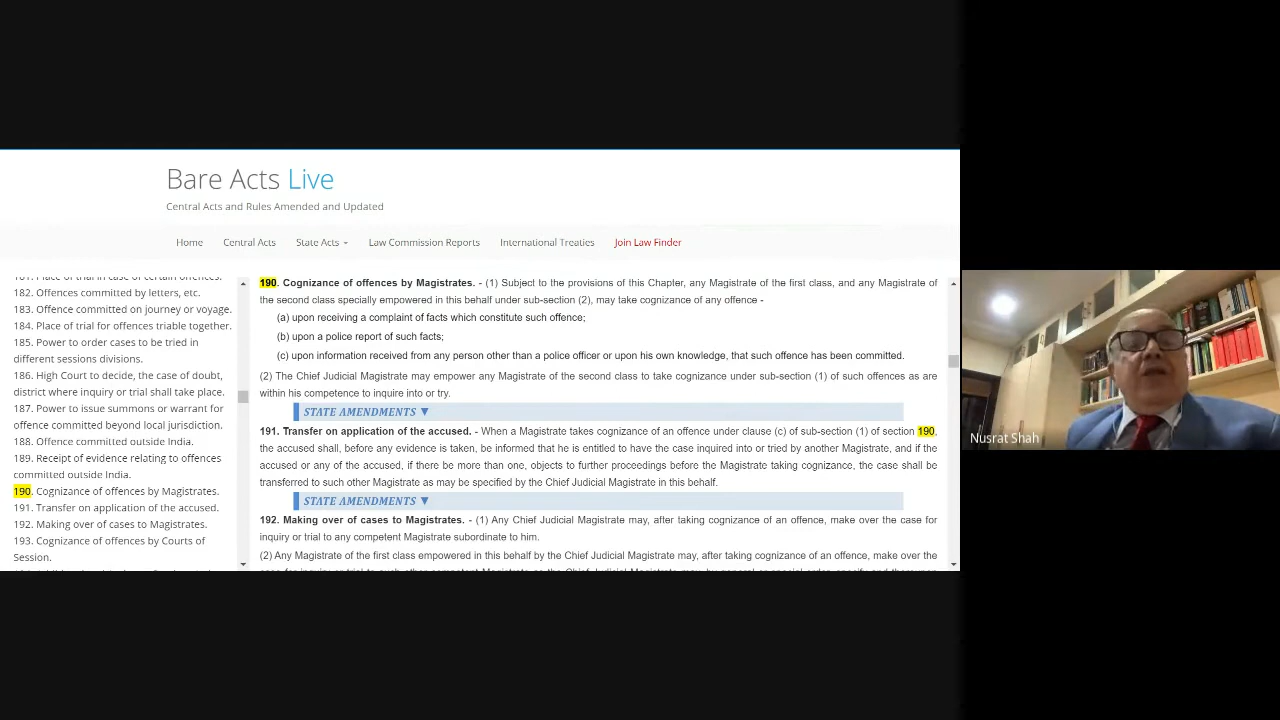 Bare Acts Live
Central Acts and Rules Amended and Updated
Home Central Acts State Acts Law Commission Reports International Treaties Join Law Finder
181. Place of trial in case of certain offences.
182. Offences committed by letters, etc.
183. Offence committed on journey or voyage.
184. Place of trial for offences triable together.
185. Power to order cases to be tried in
different sessions divisions.
186. High Court to decide, the case of doubt,
district where inquiry or trial shall take place.
187. Power to issue summons or warrant for
offence committed beyond local jurisdiction.
188. Offence committed outside India.
189. Receipt of evidence relating to offences
committed outside India.
190. Cognizance of offences by Magistrates.
191. Transfer on application of the accused.
192. Making over of cases to Magistrates.
193. Cognizance of offences by Courts of
Session.
190. Cognizance of offences by Magistrates. - (1) Subject to the provisions of this Chapter, any Magistrate of the first class, and any Magistrate of
the second class specially empowered in this behalf under sub-section (2), may take cognizance of any offence -
(a) upon receiving a complaint of facts which constitute such offence;
(b) upon a police report of such facts;
(c) upon information received from any person other than a police officer or upon his own knowledge, that such offence has been committed.
(2) The Chief Judicial Magistrate may empower any Magistrate of the second class to take cognizance under sub-section (1) of such offences as are
within his competence to inquire into or try.
STATE AMENDMENTS ▼
191. Transfer on application of the accused. - When a Magistrate takes cognizance of an offence under clause (c) of sub-section (1) of section 190,
the accused shall, before any evidence is taken, be informed that he is entitled to have the case inquired into or tried by another Magistrate, and if the
accused or any of the accused, if there be more than one, objects to further proceedings before the Magistrate taking cognizance, the case shall be
transferred to such other Magistrate as may be specified by the Chief Judicial Magistrate in this behalf.
STATE AMENDMENTS ▼
192. Making over of cases to Magistrates. - (1) Any Chief Judicial Magistrate may, after taking cognizance of an offence, make over the case for
inquiry or trial to any competent Magistrate subordinate to him.
(2) Any Magistrate of the first class empowered in this behalf by the Chief Judicial Magistrate may, after taking cognizance of an offence, make over the
Nusrat Shah